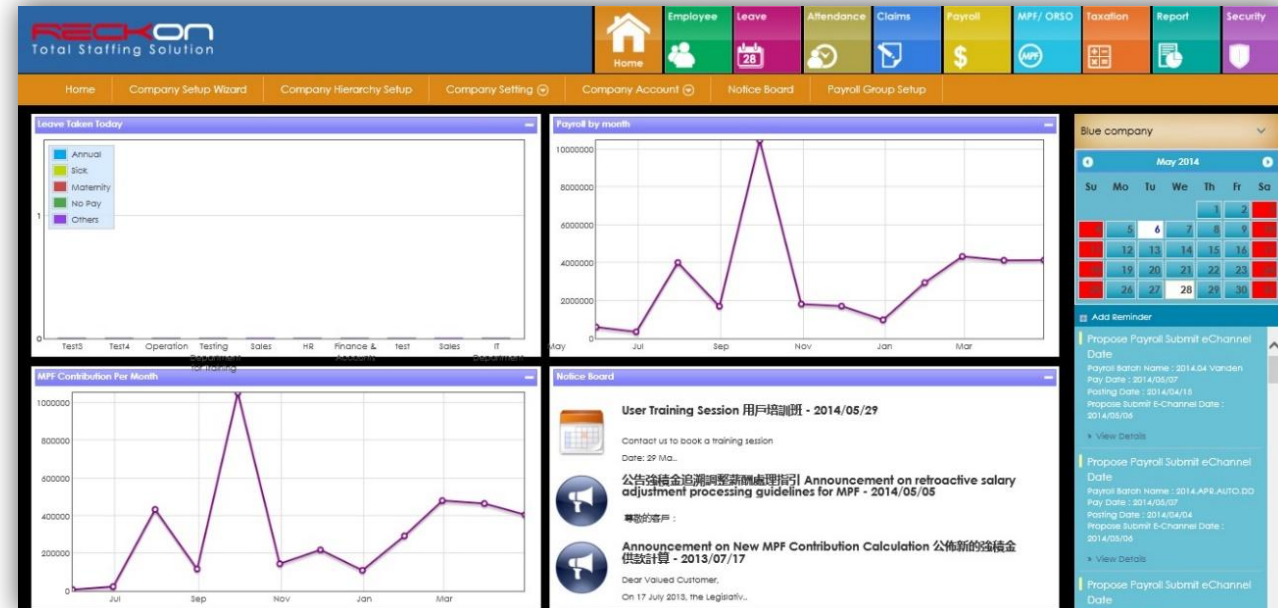 RECKON
Total Staffing Solution
Home
Employee
Leave
28
Attendance
Claims
Payroll
$
MPF/ ORSO
MPF
Taxation
Report
Security
Home Company Setup Wizard Company Hierarchy Setup Company Setting Company Account Notice Board Payroll Group Setup
Leave Taken Today
Annual
Sick
Maternity
No Pay
Others
1
0
Test3 Test4 Operation Testing Department for Training Sales HR Finance & Accounts test Sales IT Department
Payroll by month
10000000
8000000
6000000
4000000
2000000
0
May Jul Sep Nov Jan Mar
Blue company
May 2014
Su Mo Tu We Th Fr Sa
1 2
5 6 7 8 9
12 13 14 15 16
19 20 21 22 23
26 27 28 29 30
Add Reminder
Propose Payroll Submit eChannel
Date
Payroll Batch Name : 2014.04 Vanden
Pay Date : 2014/05/07
Posting Date : 2014/04/15
Propose Submit E-Channel Date :
2014/05/06
View Details
Propose Payroll Submit eChannel
Date
Payroll Batch Name : 2014.APR.AUTO.DD
Pay Date : 2014/05/07
Posting Date : 2014/04/04
Propose Submit E-Channel Date :
2014/05/06
View Details
Propose Payroll Submit eChannel
Date
MPF Contribution Per Month
1000000
800000
600000
400000
200000
0
Jul Sep Nov Jan Mar
Notice Board
User Training Session 用戶培訓班 - 2014/05/29
Contact us to book a training session
Date: 29 Ma..
公告強積金追溯調整薪酬處理指引 Announcement on retroactive salary
adjustment processing guidelines for MPF - 2014/05/05
尊敬的客戶：
Announcement on New MPF Contribution Calculation 公佈新的強積金
供款計算 - 2013/07/17
Dear Valued Customer,
On 17 July 2013, the Legislativ..